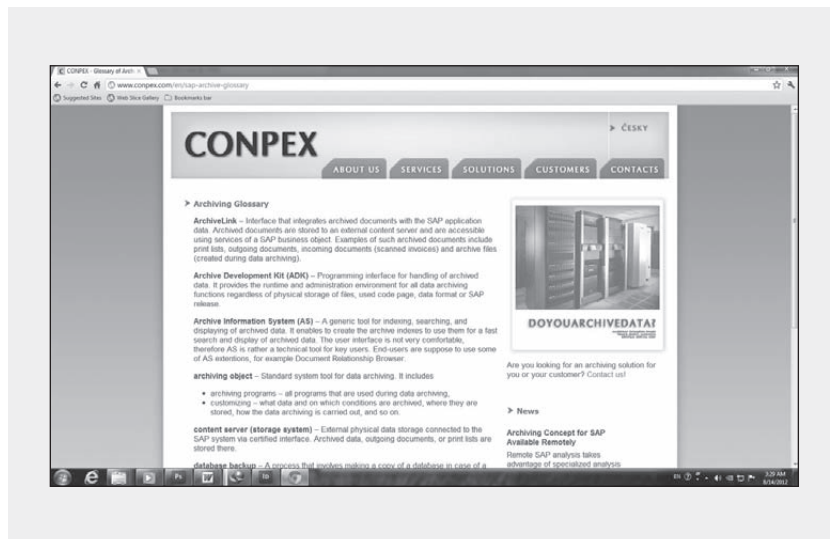 CONPEX - Glossary of Arch
www.conpex.com/en/sap-archive-glossary
Suggested Sites Web Slice Gallery Bookmarks bar
ČESKY
CONPEX
ABOUT US SERVICES SOLUTIONS CUSTOMERS CONTACTS
Archiving Glossary
ArchiveLink – Interface that integrates archived documents with the SAP application
data. Archived documents are stored to an external content server and are accessible
using services of a SAP business object. Examples of such archived documents include
print lists, outgoing documents, incoming documents (scanned invoices) and archive files
(created during data archiving).
Archive Development Kit (ADK) – Programming interface for handling of archived
data. It provides the runtime and administration environment for all data archiving
functions regardless of physical storage of files, used code page, data format or SAP
release.
Archive Information System (AS) – A generic tool for indexing, searching, and
displaying of archived data. It enables to create the archive indexes to use them for a fast
search and display of archived data. The user interface is not very comfortable,
therefore AS is rather a technical tool for key users. End-users are suppose to use some
of AS extentions, for example Document Relationship Browser.
archiving object – Standard system tool for data archiving. It includes
• archiving programs – all programs that are used during data archiving,
• customizing – what data and on which conditions are archived, where they are
stored, how the data archiving is carried out, and so on.
content server (storage system) – External physical data storage connected to the
SAP system via certified interface. Archived data, outgoing documents, or print lists are
stored there.
database backup – A process that involves making a copy of a database in case of a
DOYOUARCHIVEDATA?
Are you looking for an archiving solution for
you or your customer? Contact us!
News
Archiving Concept for SAP
Available Remotely
Remote SAP analysis takes
advantage of specialized analysis
EN
3:29 AM
8/14/2012